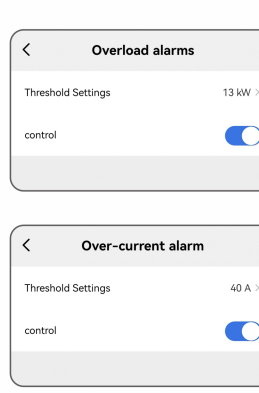 Overload alarms
Threshold Settings 13 kW
control
Over-current alarm
Threshold Settings 40 A
control